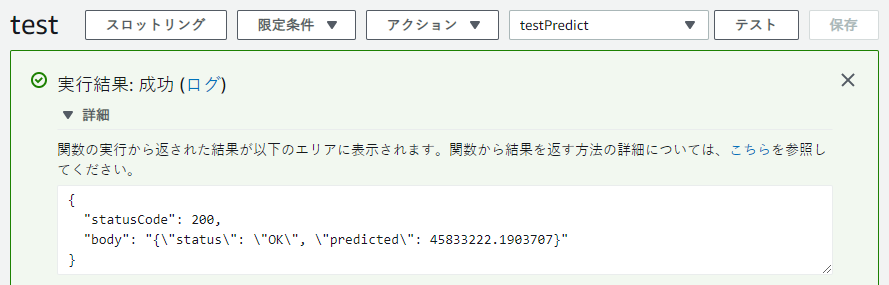 test スロットリング 限定条件 アクション testPredict テスト 保存
実行結果: 成功 (ログ)
詳細
関数の実行から返された結果が以下のエリアに表示されます。関数から結果を返す方法の詳細については、こちらを参照し
てください。
{
  "statusCode": 200,
  "body": "{\"status\": \"OK\", \"predicted\": 45833222.1903707}"
}